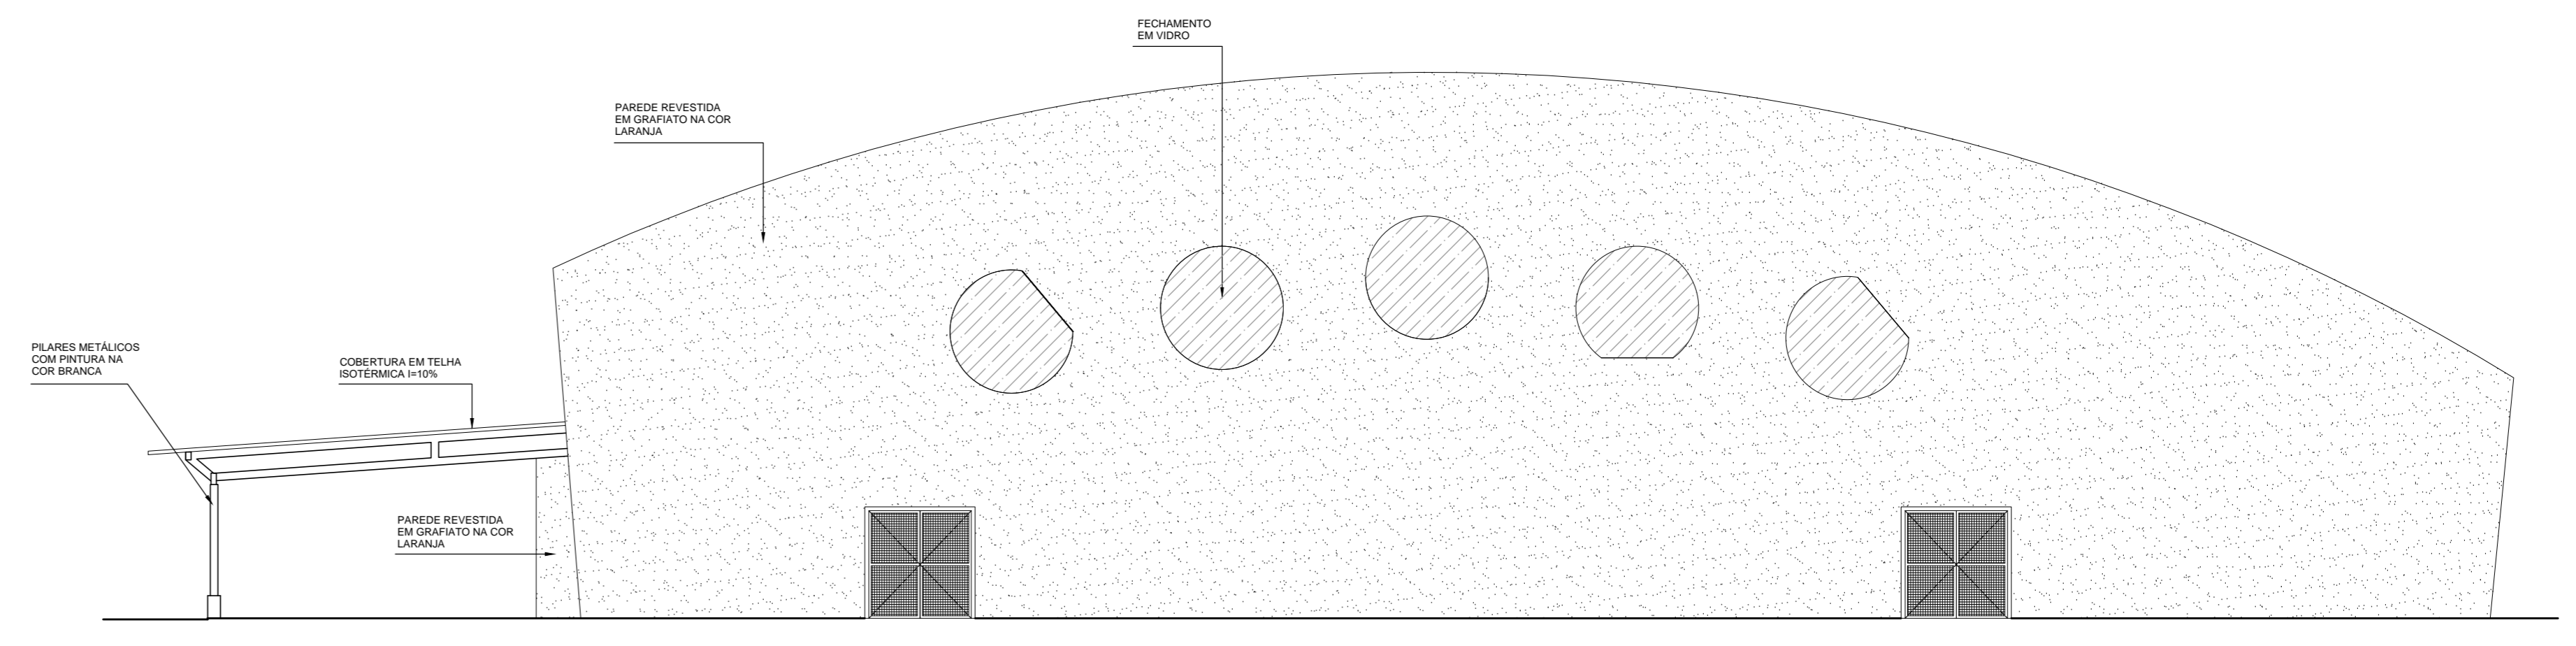 FECHAMENTO
EM VIDRO
PAREDE REVESTIDA
EM GRAFIATO NA COR
LARANJA
PILARES METÁLICOS
COM PINTURA NA
COR BRANCA
COBERTURA EM TELHA
ISOTÉRMICA I=10%
PAREDE REVESTIDA
EM GRAFIATO NA COR
LARANJA